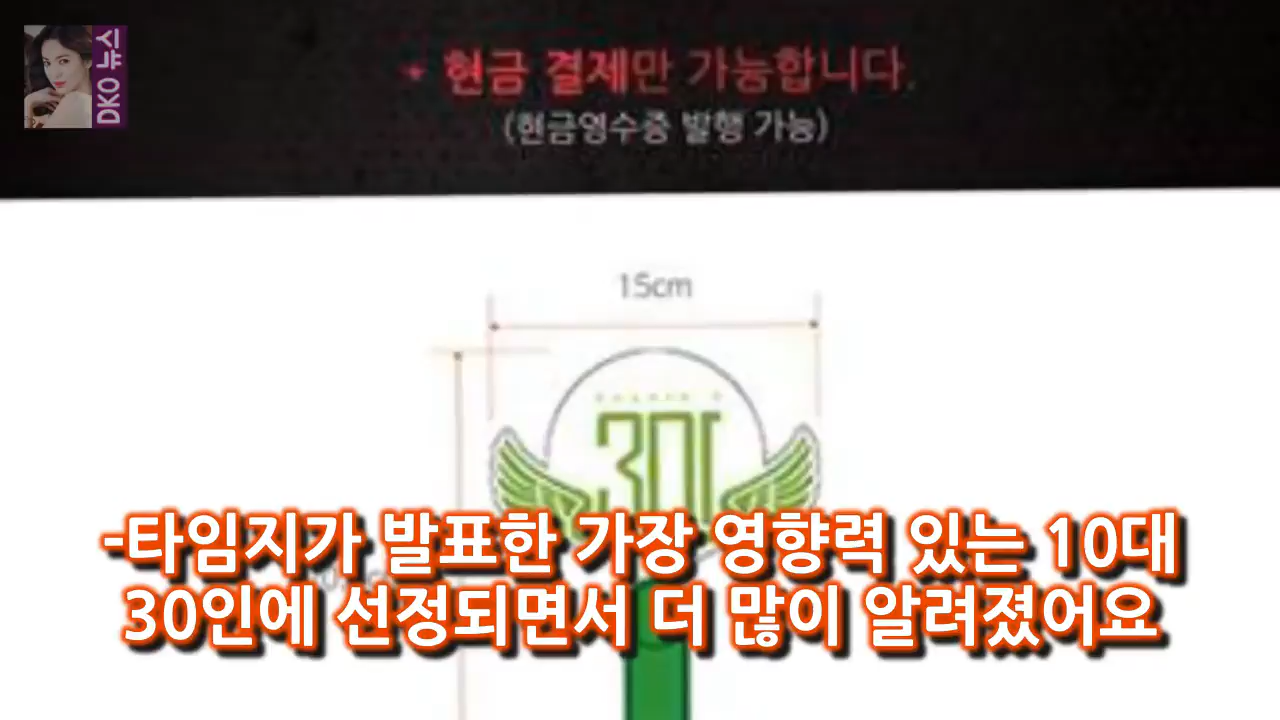 DKO 뉴스
현금 결제만 가능합니다.
(현금영수증 발행 가능)
15cm
-타임지가 발표한 가장 영향력 있는 10대
30인에 선정되면서 더 많이 알려졌어요